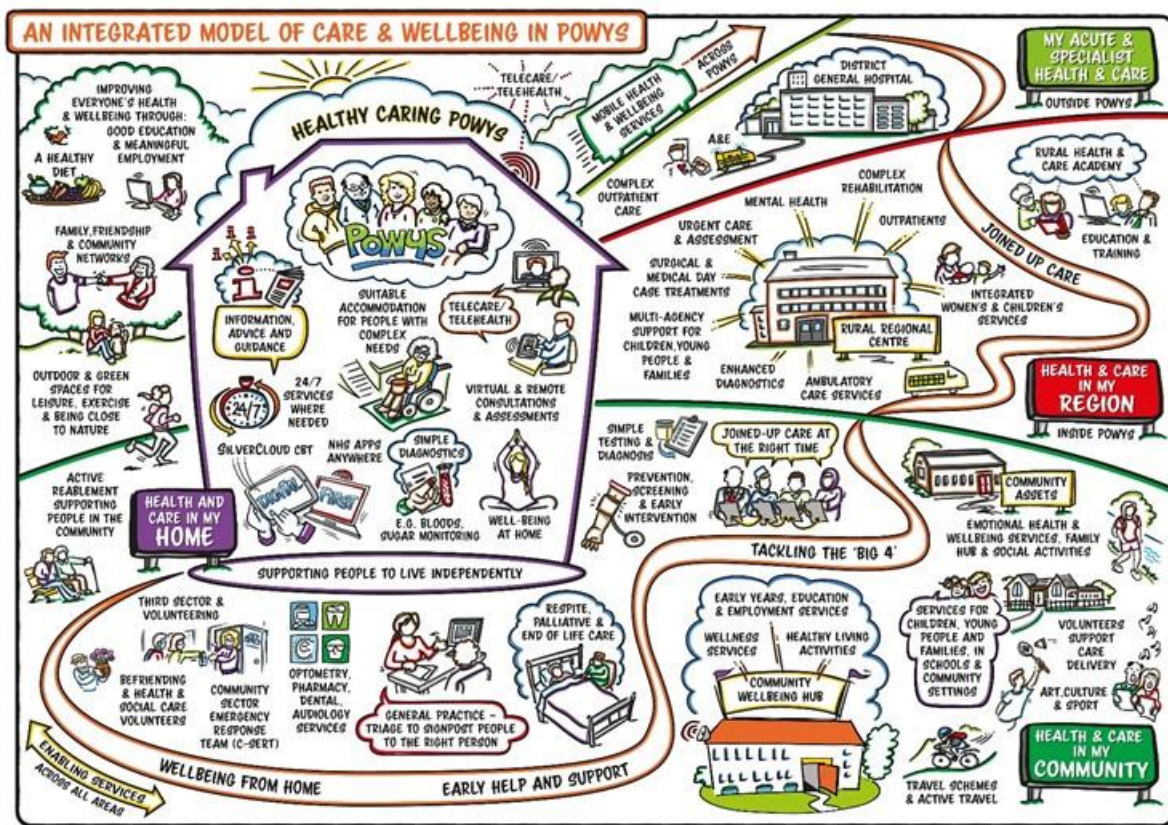 AN INTEGRATED MODEL OF CARE & WELLBEING IN POWYS
IMPROVING
EVERYONE'S HEALTH
& WELLBEING THROUGH:
GOOD EDUCATION
& MEANINGFUL
EMPLOYMENT
A HEALTHY
DIET
FAMILY, FRIENDSHIP
& COMMUNITY
NETWORKS
OUTDOOR & GREEN
SPACES FOR
LEISURE, EXERCISE
& BEING CLOSE
TO NATURE
ACTIVE
REABLEMENT
SUPPORTING
PEOPLE IN THE
COMMUNITY
HEALTHY CARING POWYS
TELECARE/
TELEHEALTH
POWYS
i i i
i
INFORMATION,
ADVICE AND
GUIDANCE
24/7
24/7
SERVICES
WHERE
NEEDED
SUITABLE
ACCOMMODATION
FOR PEOPLE WITH
COMPLEX
NEEDS
TELECARE/
TELEHEALTH
VIRTUAL & REMOTE
CONSULTATIONS
& ASSESSMENTS
SILVERCLOUD CBT
NHS APPS
ANYWHERE
DIGITAL
FIRST
SIMPLE
DIAGNOSTICS
E.G. BLOODS,
SUGAR MONITORING
WELL-BEING
AT HOME
HEALTH AND
CARE IN MY
HOME
SUPPORTING PEOPLE TO LIVE INDEPENDENTLY
MOBILE HEALTH
& WELLBEING
SERVICES
ACROSS
POWYS
DISTRICT
GENERAL HOSPITAL
A&E
COMPLEX
OUTPATIENT
CARE
MY ACUTE &
SPECIALIST
HEALTH & CARE
OUTSIDE POWYS
RURAL HEALTH &
CARE ACADEMY
EDUCATION &
TRAINING
JOINED UP CARE
MENTAL HEALTH
COMPLEX
REHABILITATION
OUTPATIENTS
URGENT CARE
& ASSESSMENT
SURGICAL &
MEDICAL DAY
CASE TREATMENTS
MULTI-AGENCY
SUPPORT FOR
CHILDREN, YOUNG
PEOPLE &
FAMILIES
ENHANCED
DIAGNOSTICS
AMBULATORY
CARE SERVICES
RURAL REGIONAL
CENTRE
INTEGRATED
WOMEN'S & CHILDREN'S
SERVICES
HEALTH & CARE
IN MY
REGION
INSIDE POWYS
SIMPLE
TESTING &
DIAGNOSIS
PREVENTION,
SCREENING
& EARLY
INTERVENTION
JOINED-UP CARE AT
THE RIGHT TIME
TACKLING THE 'BIG 4'
COMMUNITY
ASSETS
EMOTIONAL HEALTH &
WELLBEING SERVICES, FAMILY
HUB & SOCIAL ACTIVITIES
SERVICES FOR
CHILDREN, YOUNG
PEOPLE AND
FAMILIES, IN
SCHOOLS &
COMMUNITY
SETTINGS
VOLUNTEERS
SUPPORT
CARE
DELIVERY
ART, CULTURE
& SPORT
TRAVEL SCHEMES
& ACTIVE TRAVEL
HEALTH & CARE
IN MY
COMMUNITY
EARLY YEARS, EDUCATION
& EMPLOYMENT SERVICES
WELLNESS
SERVICES
HEALTHY LIVING
ACTIVITIES
COMMUNITY
WELLBEING HUB
THIRD SECTOR &
VOLUNTEERING
BEFRIENDING
& HEALTH &
SOCIAL CARE
VOLUNTEERS
COMMUNITY
SECTOR
EMERGENCY
RESPONSE
TEAM (C-SERT)
OPTOMETRY,
PHARMACY,
DENTAL,
AUDIOLOGY
SERVICES
GENERAL PRACTICE –
TRIAGE TO SIGNPOST PEOPLE
TO THE RIGHT PERSON
RESPITE,
PALLIATIVE &
END OF LIFE CARE
WELLBEING FROM HOME
EARLY HELP AND SUPPORT
ENABLING SERVICES
ACROSS ALL AREAS